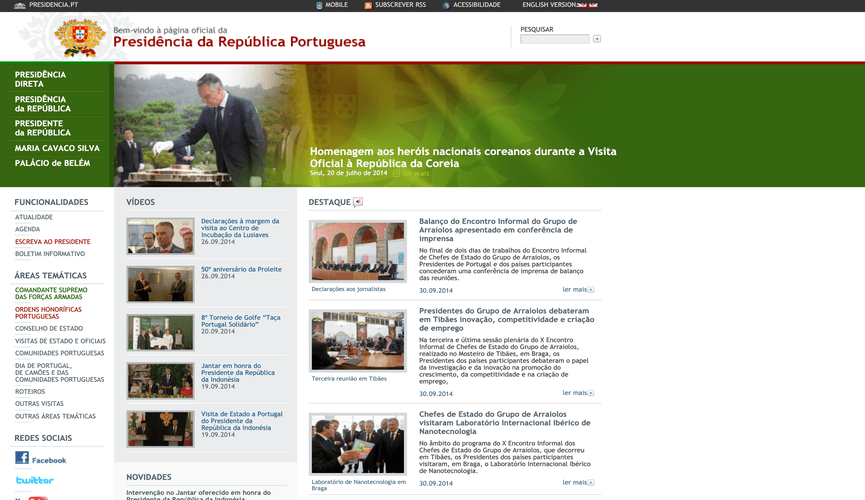 PRESIDENCIA.PT
MOBILE
SUBSCREVER RSS
ACESSIBILIDADE
ENGLISH VERSION
Bem-vindo à página oficial da
Presidência da República Portuguesa
PESQUISAR
PRESIDÊNCIA
DIRETA
PRESIDÊNCIA
da REPÚBLICA
PRESIDENTE
da REPÚBLICA
MARIA CAVACO SILVA
PALÁCIO de BELÉM
Homenagem aos heróis nacionais coreanos durante a Visita
Oficial à República da Coreia
Seul, 20 de julho de 2014 ler mais
FUNCIONALIDADES
ATUALIDADE
AGENDA
ESCREVA AO PRESIDENTE
BOLETIM INFORMATIVO
ÁREAS TEMÁTICAS
COMANDANTE SUPREMO
DAS FORÇAS ARMADAS
ORDENS HONORÍFICAS
PORTUGUESAS
CONSELHO DE ESTADO
VISITAS DE ESTADO E OFICIAIS
COMUNIDADES PORTUGUESAS
DIA DE PORTUGAL,
DE CAMÕES E DAS
COMUNIDADES PORTUGUESAS
ROTEIROS
OUTRAS VISITAS
OUTRAS ÁREAS TEMÁTICAS
REDES SOCIAIS
Facebook
twitter
VÍDEOS
Declarações à margem da
visita ao Centro de
Incubação da Lusiaves
26.09.2014
50º aniversário da Proleite
26.09.2014
8º Torneio de Golfe “Taça
Portugal Solidário”
20.09.2014
Jantar em honra do
Presidente da República
da Indonésia
19.09.2014
Visita de Estado a Portugal
do Presidente da
República da Indonésia
19.09.2014
NOVIDADES
Intervenção no Jantar oferecido em honra do
DESTAQUE
Declarações aos jornalistas
Balanço do Encontro Informal do Grupo de
Arraiolos apresentado em conferência de
imprensa
No final de dois dias de trabalhos do Encontro Informal
de Chefes de Estado do Grupo de Arraiolos, os
Presidentes de Portugal e dos países participantes
concederam uma conferência de imprensa de balanço
das reuniões.
30.09.2014 ler mais
Terceira reunião em Tibães
Presidentes do Grupo de Arraiolos debateram
em Tibães inovação, competitividade e criação
de emprego
Na terceira e última sessão plenária do X Encontro
Informal de Chefes de Estado do Grupo de Arraiolos,
realizado no Mosteiro de Tibães, em Braga, os
Presidentes dos países participantes debateram o papel
da investigação e da inovação na promoção do
crescimento, da competitividade e na criação de
emprego,
30.09.2014 ler mais
Laboratório de Nanotecnologia em
Braga
Chefes de Estado do Grupo de Arraiolos
visitaram Laboratório Internacional Ibérico de
Nanotecnologia
No âmbito do programa do X Encontro Informal dos
Chefes de Estado do Grupo de Arraiolos, que decorreu
em Tibães, os Presidentes dos países participantes
visitaram, em Braga, o Laboratório Internacional Ibérico
de Nanotecnologia.
30.09.2014 ler mais